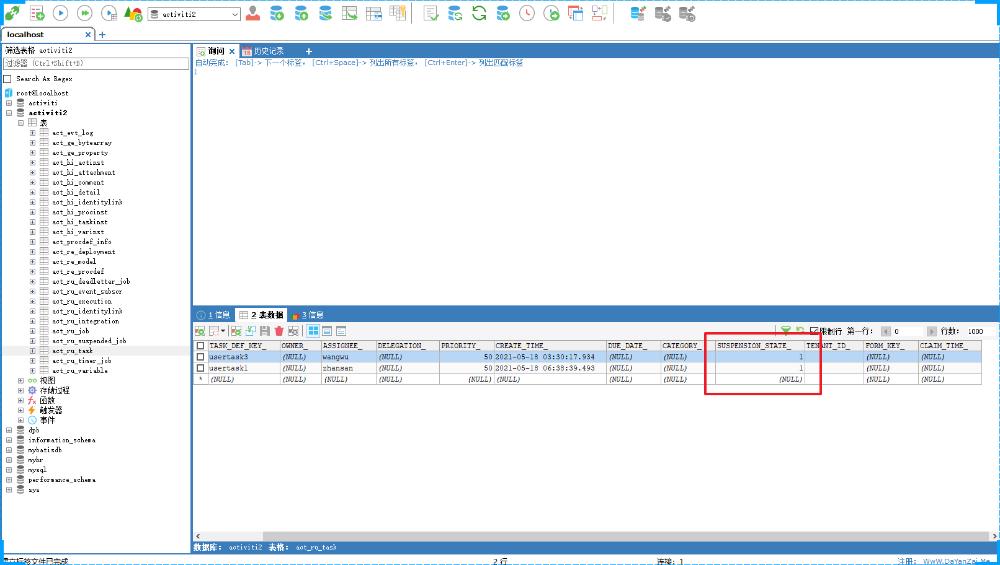 activiti2
localhost
筛选表格 activiti2
过滤器 (Ctrl+Shift+B)
Search As Regex
root@localhost
activiti
activiti2
表
act_evt_log
act_ge_bytearray
act_ge_property
act_hi_actinst
act_hi_attachment
act_hi_comment
act_hi_detail
act_hi_identitylink
act_hi_procinst
act_hi_taskinst
act_hi_varinst
act_procdef_info
act_re_deployment
act_re_model
act_re_procdef
act_ru_deadletter_job
act_ru_event_subscr
act_ru_execution
act_ru_identitylink
act_ru_integration
act_ru_job
act_ru_suspended_job
act_ru_task
act_ru_timer_job
act_ru_variable
视图
存储过程
函数
触发器
事件
dpb
information_schema
mybatisdb
myhr
mysql
performance_schema
sys
询问 18 历史记录
自动完成: [Tab]-> 下一个标签, [Ctrl+Space]-> 列出所有标签, [Ctrl+Enter]-> 列出匹配标签
1
1 信息 2 表数据 3 信息
限制行 第一行: 0 行数: 1000
TASK_DEF_KEY_ OWNER_ ASSIGNEE_ DELEGATION_ PRIORITY_ CREATE_TIME_ DUE_DATE_ CATEGORY_ SUSPENSION_STATE_ TENANT_ID_ FORM_KEY_ CLAIM_TIME_
usertask3 (NULL) wangwu (NULL) 50 2021-05-18 03:30:17.934 (NULL) (NULL) 1 (NULL) (NULL)
usertask1 (NULL) zhansan (NULL) 50 2021-05-18 06:38:39.493 (NULL) (NULL) 1 (NULL) (NULL)
* (NULL) (NULL) (NULL) (NULL) (NULL) (NULL) (NULL) (NULL) (NULL) (NULL) (NULL)
数据库: activiti2 表格: act_ru_task
建立标签文件已完成 2 行 连接: 1 注册: WwW.DaYanZai.Me